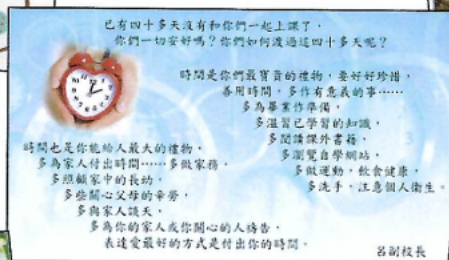 已有四十多天沒有和你們一起上課了，
你們一切安好嗎？你們如何渡過這四十多天呢？
時間是你們最寶貴的禮物，要好好珍惜，
善用時間，多作有意義的事……
多為畢業作準備，
多溫習已學習的知識，
多閱讀課外書籍，
多瀏覽自學網站，
多做運動，飲食健康，
多洗手，注意個人衞生。
時間也是你能給人最大的禮物，
多為家人付出時間……多做家務，
多照顧家中的長幼，
多些關心父母的辛勞，
多與家人談天，
多為你的家人或你關心的人禱告，
表達愛最好的方式是付出你的時間。
呂副校長